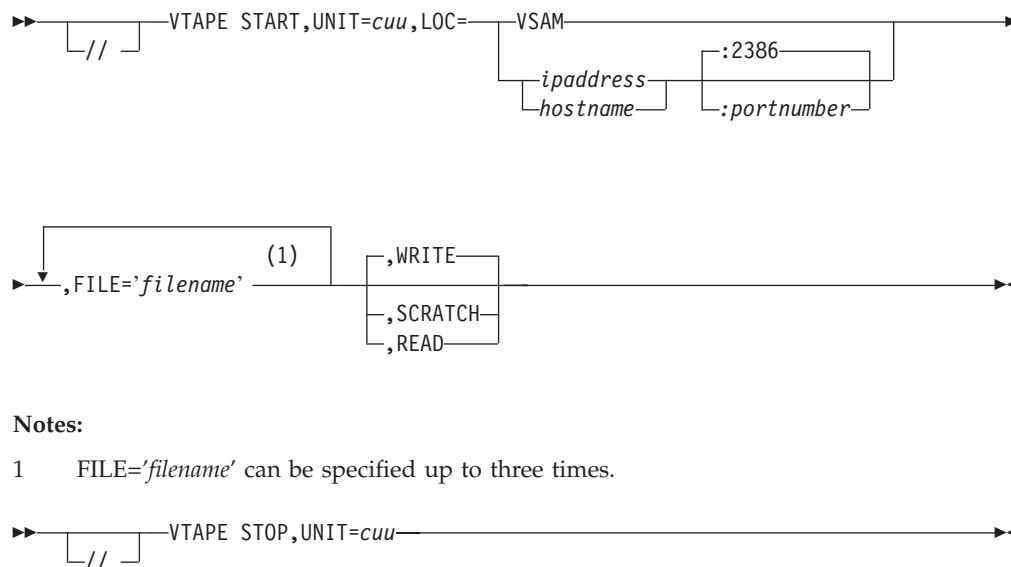 VTAPE START,UNIT=cuu,LOC= VSAM
//
:2386
ipaddress
hostname :portnumber
(1) ,WRITE
,FILE='filename'
,SCRATCH
,READ
Notes:
1 FILE='filename' can be specified up to three times.
VTAPE STOP,UNIT=cuu
//